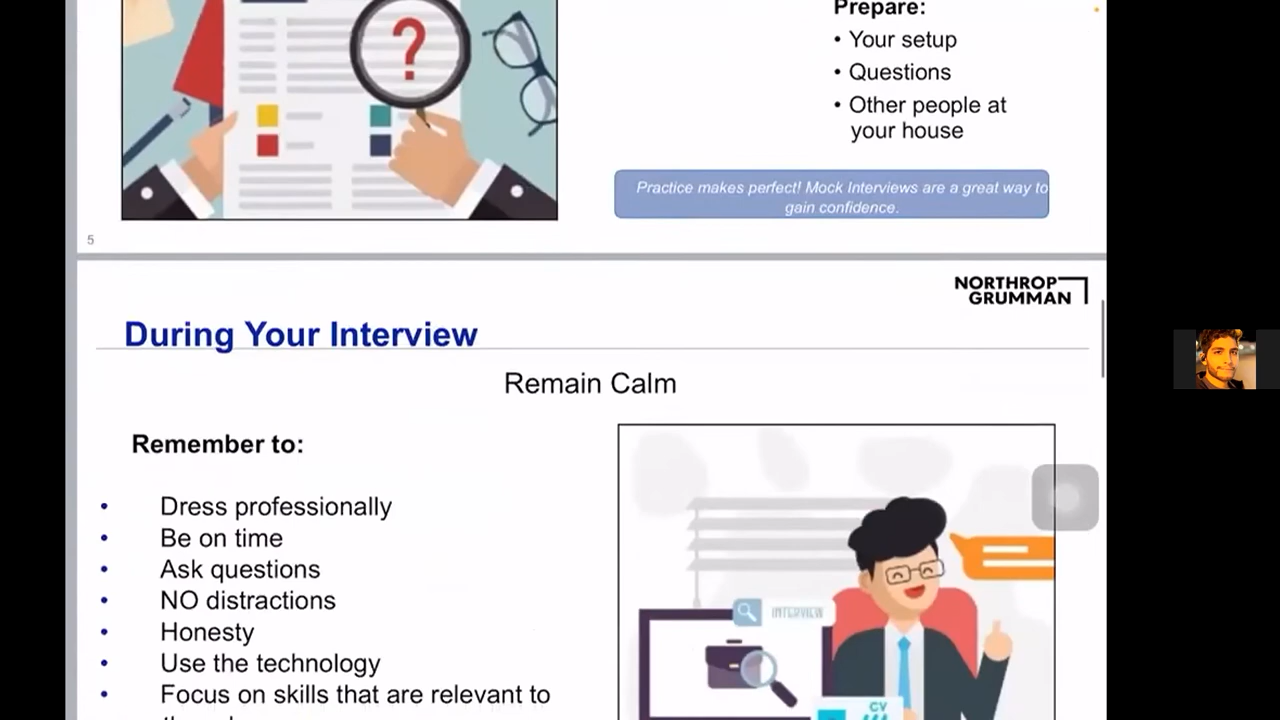 Prepare:
• Your setup
• Questions
• Other people at
your house
Practice makes perfect! Mock Interviews are a great way to
gain confidence.
5
NORTHROP
GRUMMAN
During Your Interview
Remain Calm
Remember to:
• Dress professionally
• Be on time
• Ask questions
• NO distractions
• Honesty
• Use the technology
• Focus on skills that are relevant to
INTERVIEW
CV